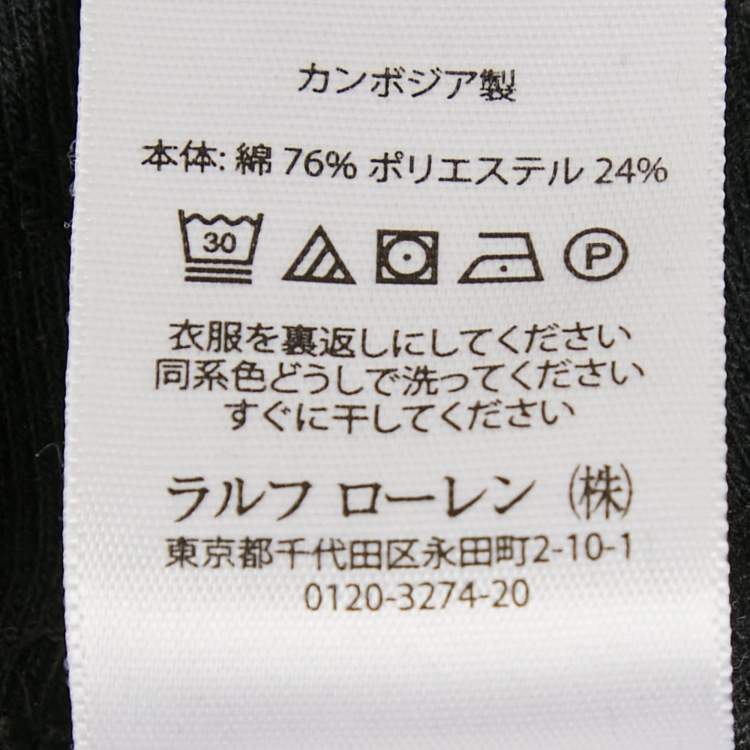 カンボジア製
本体: 綿 76% ポリエステル 24%
30 P
衣服を裏返しにしてください
同系色どうしで洗ってください
すぐに干してください
ラルフ ローレン (株)
東京都千代田区永田町2-10-1
0120-3274-20